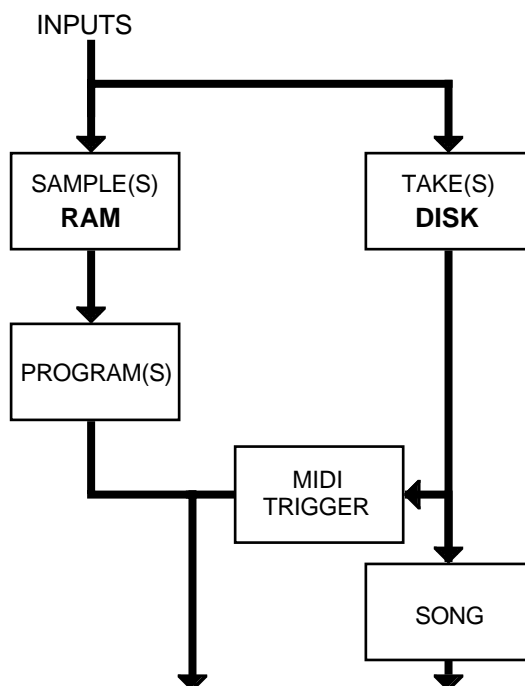 INPUTS
SAMPLE(S)
RAM
TAKE(S)
DISK
PROGRAM(S)
MIDI
TRIGGER
SONG